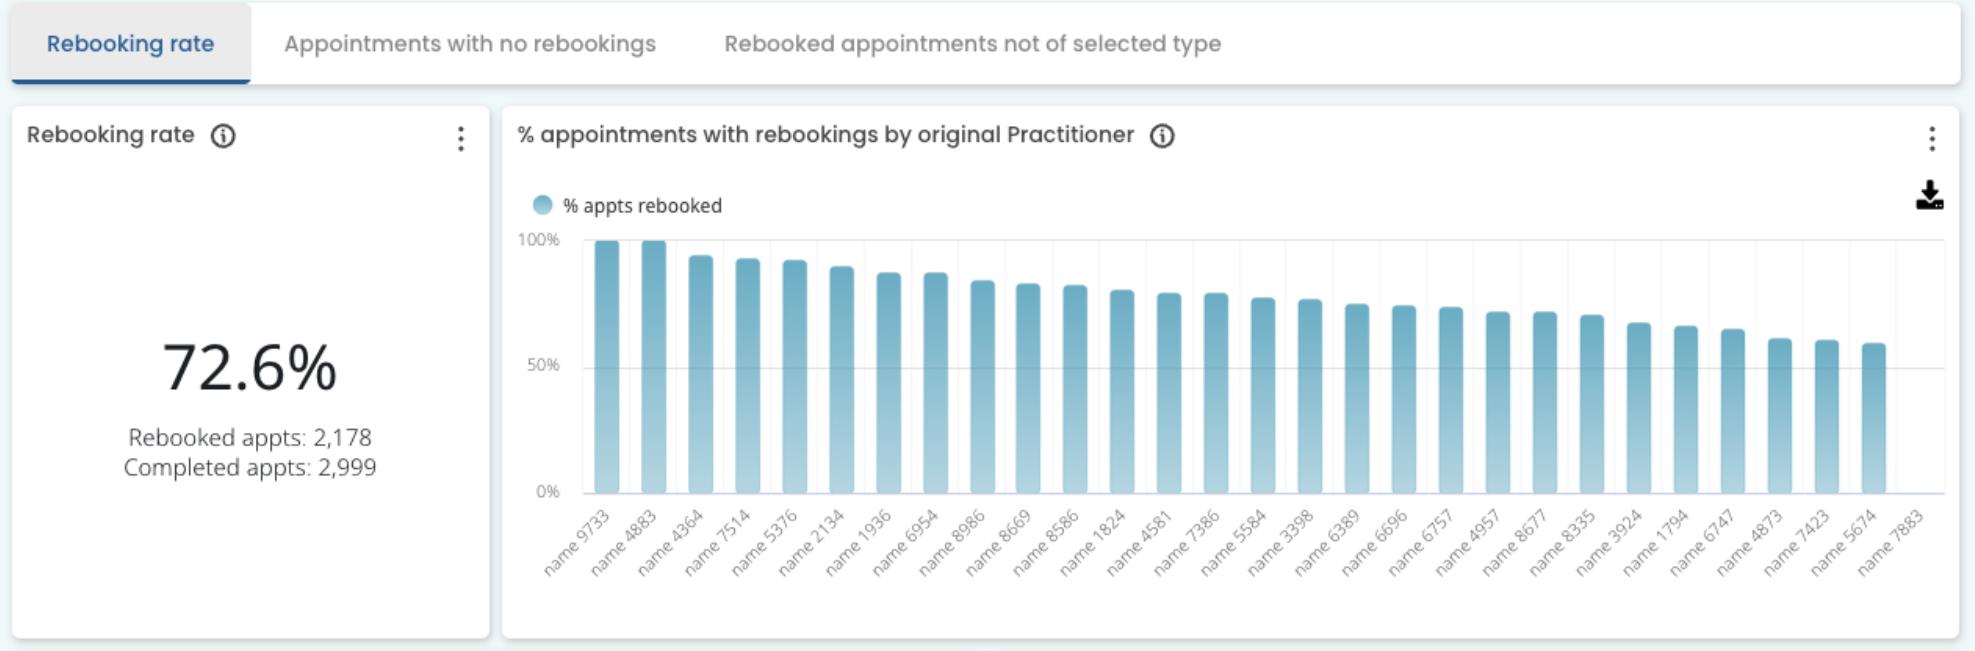 Rebooking rate
Appointments with no rebookings
Rebooked appointments not of selected type
Rebooking rate
72.6%
Rebooked appts: 2,178
Completed appts: 2,999
% appointments with rebookings by original Practitioner
% appts rebooked
100%
50%
0%
name 9733
name 4883
name 4364
name 7514
name 5376
name 2134
name 1936
name 6954
name 8986
name 8669
name 8586
name 1824
name 4581
name 7386
name 5584
name 3398
name 6389
name 6696
name 6757
name 4957
name 8677
name 8335
name 3924
name 1794
name 6747
name 4873
name 7423
name 5674
name 7883